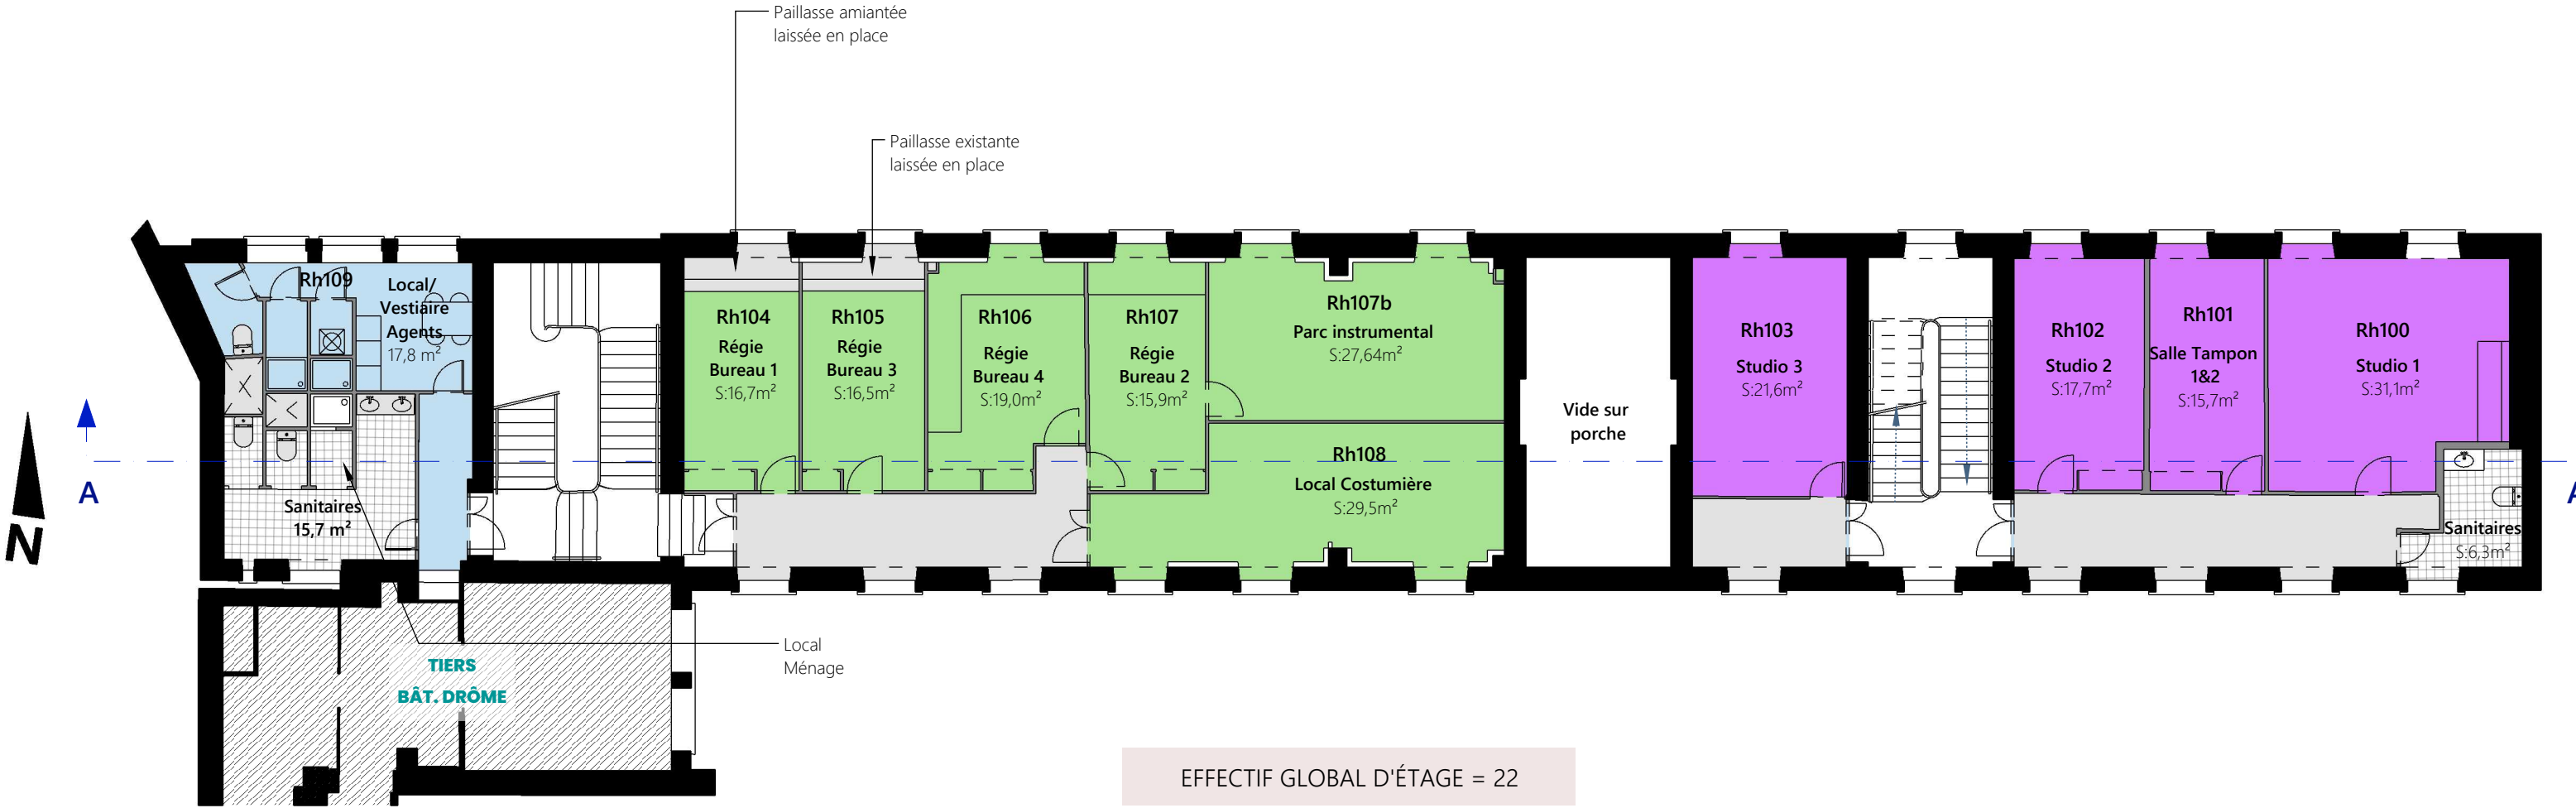 Paillasse amiantée
laissée en place
Paillasse existante
laissée en place
Rh109
Local/
Vestiaire
Agents
17,8 m²
Rh104
Régie
Bureau 1
S:16,7m²
Rh105
Régie
Bureau 3
S:16,5m²
Rh106
Régie
Bureau 4
S:19,0m²
Rh107
Régie
Bureau 2
S:15,9m²
Rh107b
Parc instrumental
S:27,64m²
Rh108
Local Costumière
S:29,5m²
Vide sur
porche
Rh103
Studio 3
S:21,6m²
Rh102
Studio 2
S:17,7m²
Rh101
Salle Tampon
1&2
S:15,7m²
Rh100
Studio 1
S:31,1m²
Sanitaires
S:6,3m²
A
A
N
Sanitaires
15,7 m²
Local
Ménage
TIERS
BÂT. DRÔME
EFFECTIF GLOBAL D'ÉTAGE = 22